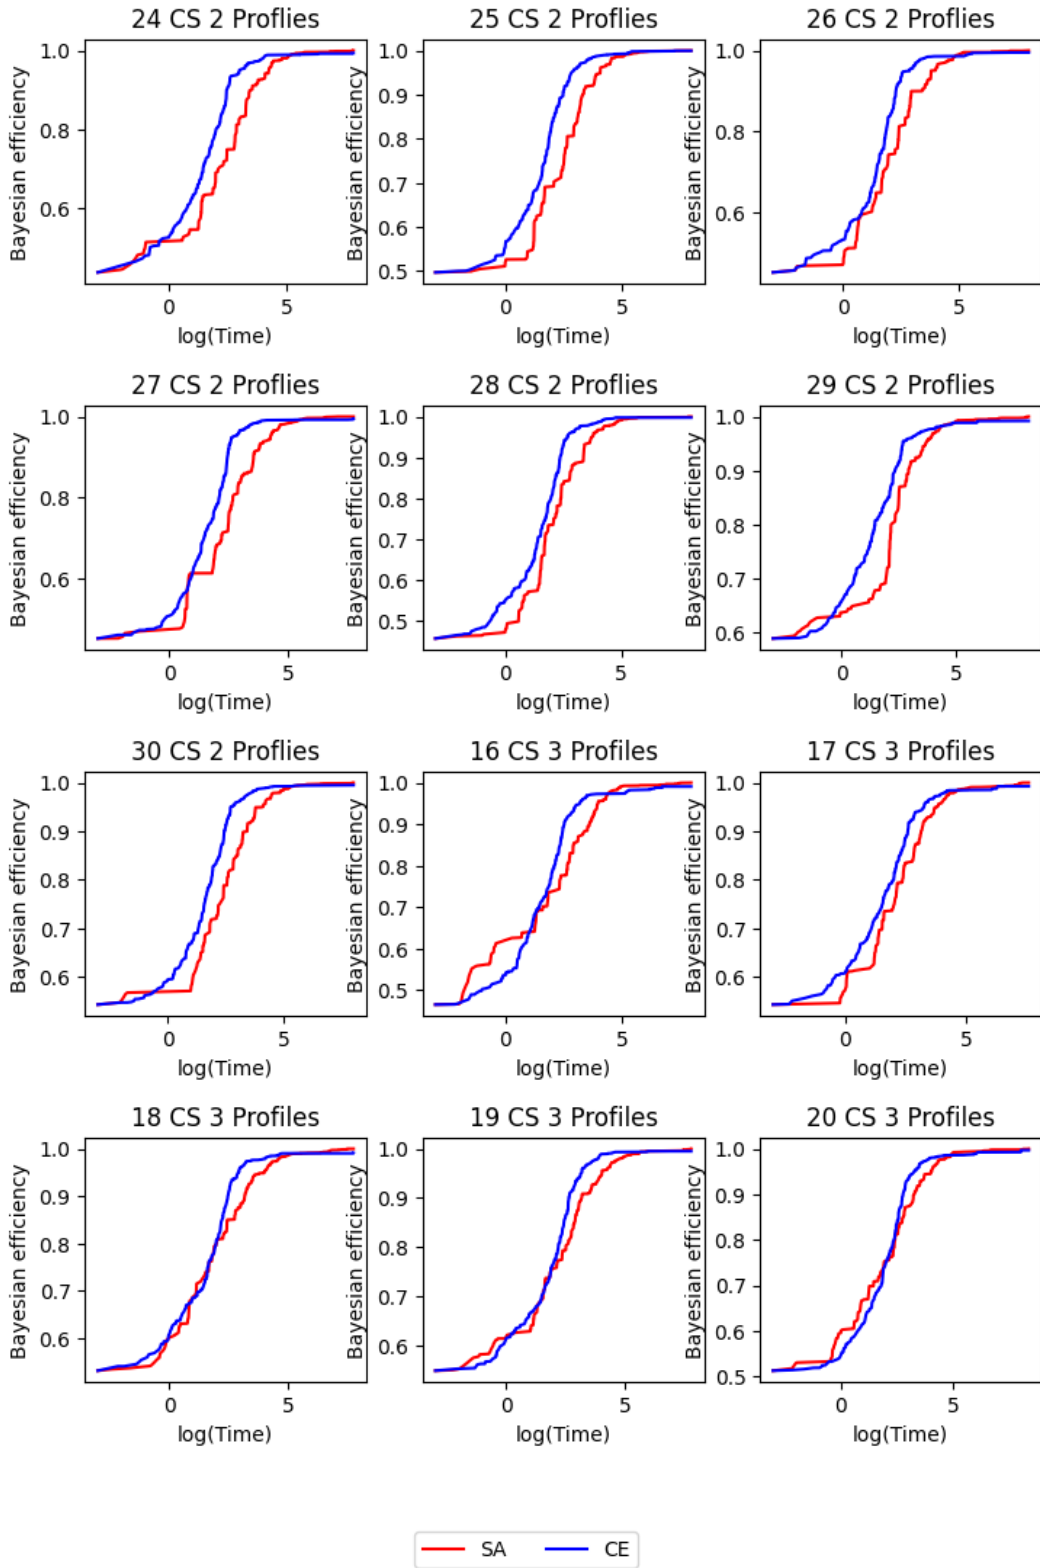 24 CS 2 Proflies
25 CS 2 Proflies
26 CS 2 Proflies
Bayesian efficiency
1.0
0.8
0.6
0
5
log(Time)
Bayesian efficiency
1.0
0.9
0.8
0.7
0.6
0.5
0
5
log(Time)
Bayesian efficiency
1.0
0.8
0.6
0
5
log(Time)
27 CS 2 Proflies
28 CS 2 Proflies
29 CS 2 Proflies
Bayesian efficiency
1.0
0.8
0.6
0
5
log(Time)
Bayesian efficiency
1.0
0.9
0.8
0.7
0.6
0.5
0
5
log(Time)
Bayesian efficiency
1.0
0.9
0.8
0.7
0.6
0
5
log(Time)
30 CS 2 Proflies
16 CS 3 Profiles
17 CS 3 Profiles
Bayesian efficiency
1.0
0.9
0.8
0.7
0.6
0
5
log(Time)
Bayesian efficiency
1.0
0.9
0.8
0.7
0.6
0.5
0
5
log(Time)
Bayesian efficiency
1.0
0.9
0.8
0.7
0.6
0
5
log(Time)
18 CS 3 Profiles
19 CS 3 Profiles
20 CS 3 Profiles
Bayesian efficiency
1.0
0.9
0.8
0.7
0.6
0
5
log(Time)
Bayesian efficiency
1.0
0.9
0.8
0.7
0.6
0
5
log(Time)
Bayesian efficiency
1.0
0.9
0.8
0.7
0.6
0.5
0
5
log(Time)
SA
CE